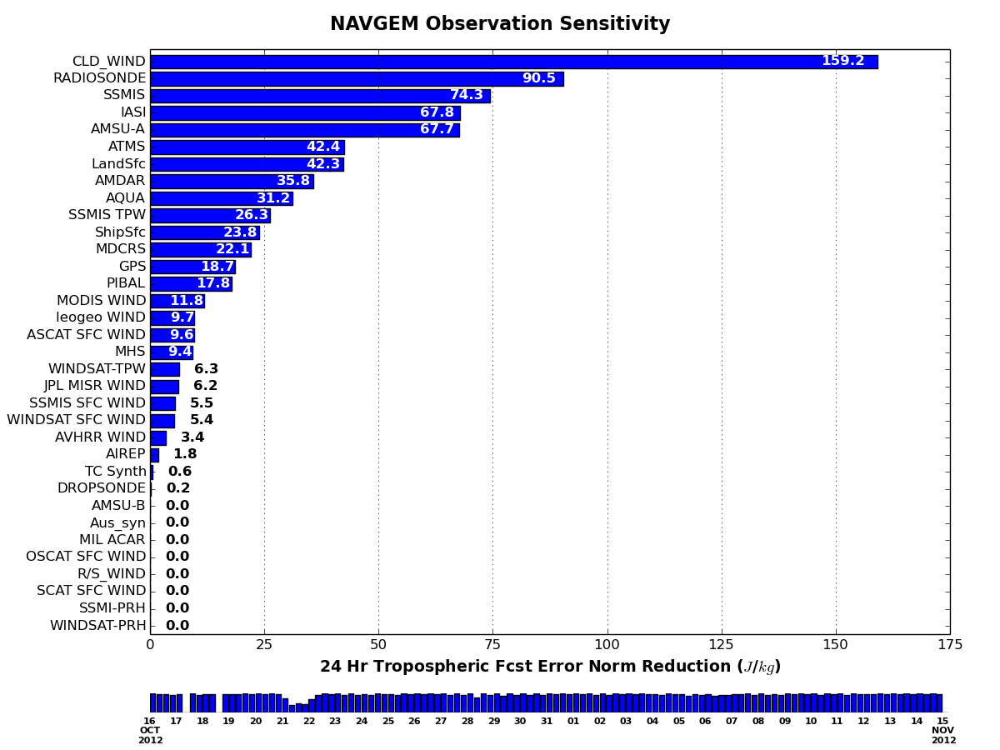 NAVGEM Observation Sensitivity
CLD_WIND 159.2
RADIOSONDE 90.5
SSMIS 74.3
IASI 67.8
AMSU-A 67.7
ATMS 42.4
LandSfc 42.3
AMDAR 35.8
AQUA 31.2
SSMIS TPW 26.3
ShipSfc 23.8
MDCRS 22.1
GPS 18.7
PIBAL 17.8
MODIS WIND 11.8
leogeo WIND 9.7
ASCAT SFC WIND 9.6
MHS 9.4
WINDSAT-TPW 6.3
JPL MISR WIND 6.2
SSMIS SFC WIND 5.5
WINDSAT SFC WIND 5.4
AVHRR WIND 3.4
AIREP 1.8
TC Synth 0.6
DROPSONDE 0.2
AMSU-B 0.0
Aus_syn 0.0
MIL ACAR 0.0
OSCAT SFC WIND 0.0
R/S_WIND 0.0
SCAT SFC WIND 0.0
SSMI-PRH 0.0
WINDSAT-PRH 0.0
0 25 50 75 100 125 150 175
24 Hr Tropospheric Fcst Error Norm Reduction (J/kg)
16 17 18 19 20 21 22 23 24 25 26 27 28 29 30 31 01 02 03 04 05 06 07 08 09 10 11 12 13 14 15
OCT NOV
2012 2012